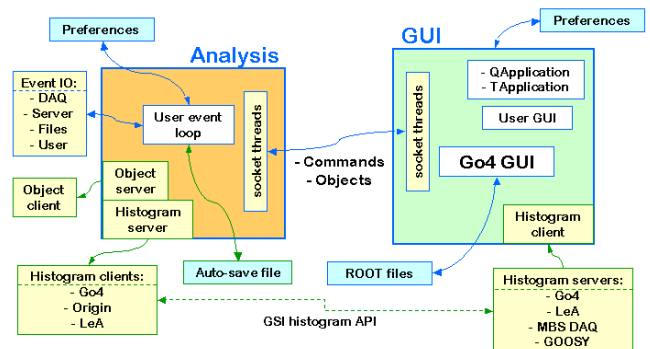 Preferences
Analysis
Event IO:
- DAQ
- Server
- Files
- User
User event
loop
socket threads
Object
server
Histogram
server
Object
client
Histogram clients:
- Go4
- Origin
- LeA
Auto-save file
- Commands
- Objects
GSI histogram API
Preferences
GUI
- QApplication
- TApplication
User GUI
socket threads
Go4 GUI
Histogram
client
ROOT files
Histogram servers:
- Go4
- LeA
- MBS DAQ
- GOOSY